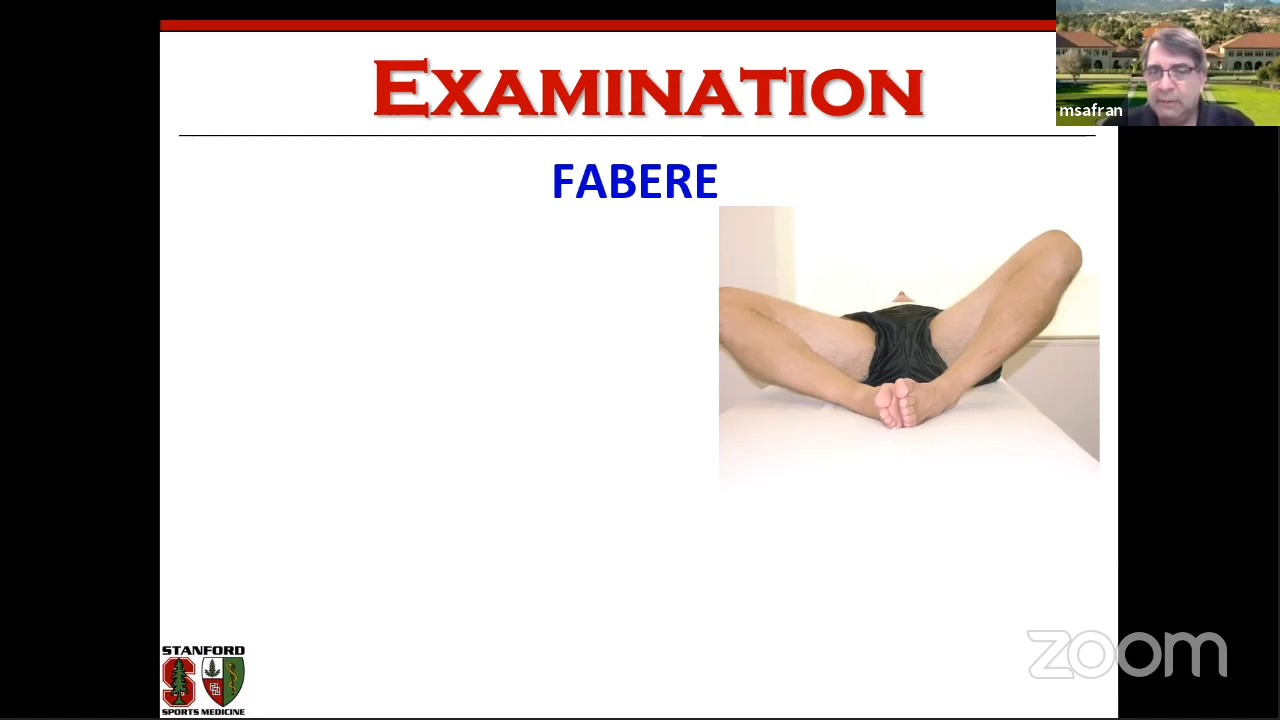 EXAMINATION
msafran
FABERE
STANFORD
S
SPORTS MEDICINE
zoom